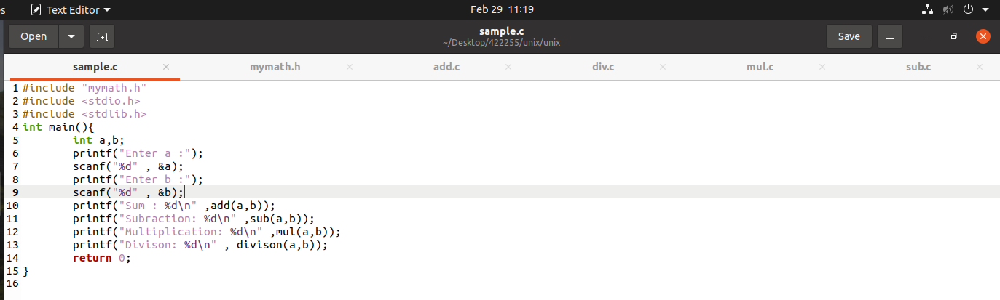 s Text Editor Feb 29 11:19
Open sample.c Save
~/Desktop/422255/unix/unix
sample.c mymath.h add.c div.c mul.c sub.c
1 #include "mymath.h"
2 #include <stdio.h>
3 #include <stdlib.h>
4 int main(){
5 int a,b;
6 printf("Enter a :");
7 scanf("%d" , &a);
8 printf("Enter b :");
9 scanf("%d" , &b);
10 printf("Sum : %d\n" ,add(a,b));
11 printf("Subraction: %d\n" ,sub(a,b));
12 printf("Multiplication: %d\n" ,mul(a,b));
13 printf("Divison: %d\n" , divison(a,b));
14 return 0;
15 }
16